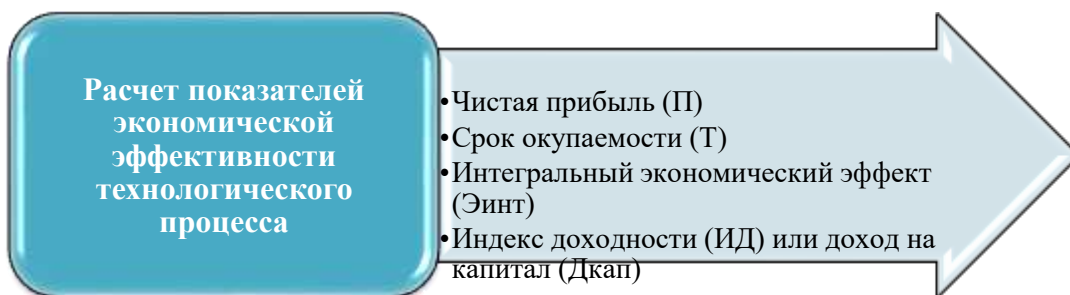 Расчет показателей
экономической
эффективности
технологического
процесса
•Чистая прибыль (П)
•Срок окупаемости (Т)
•Интегральный экономический эффект
(Эинт)
•Индекс доходности (ИД) или доход на
капитал (Дкап)